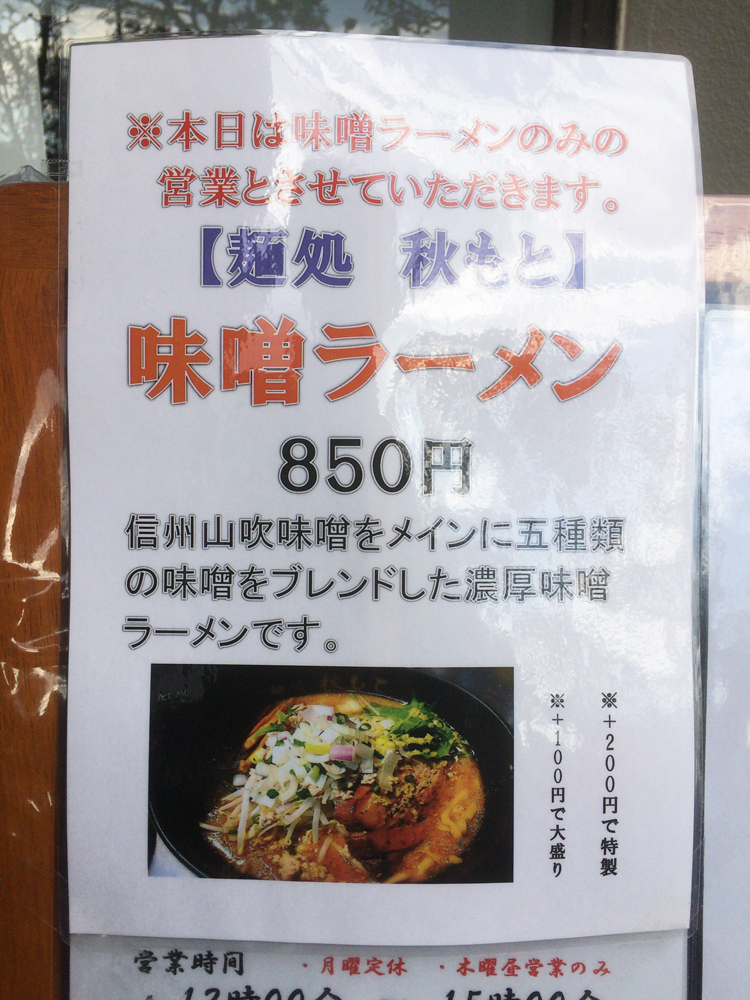 ※本日は味噌ラーメンのみの
営業とさせていただきます。
【麺処 秋もと】
味噌ラーメン
850円
信州山吹味噌をメインに五種類
の味噌をブレンドした濃厚味噌
ラーメンです。
※＋200円で特製
※＋100円で大盛り
営業時間 ・月曜定休 ・木曜昼営業のみ